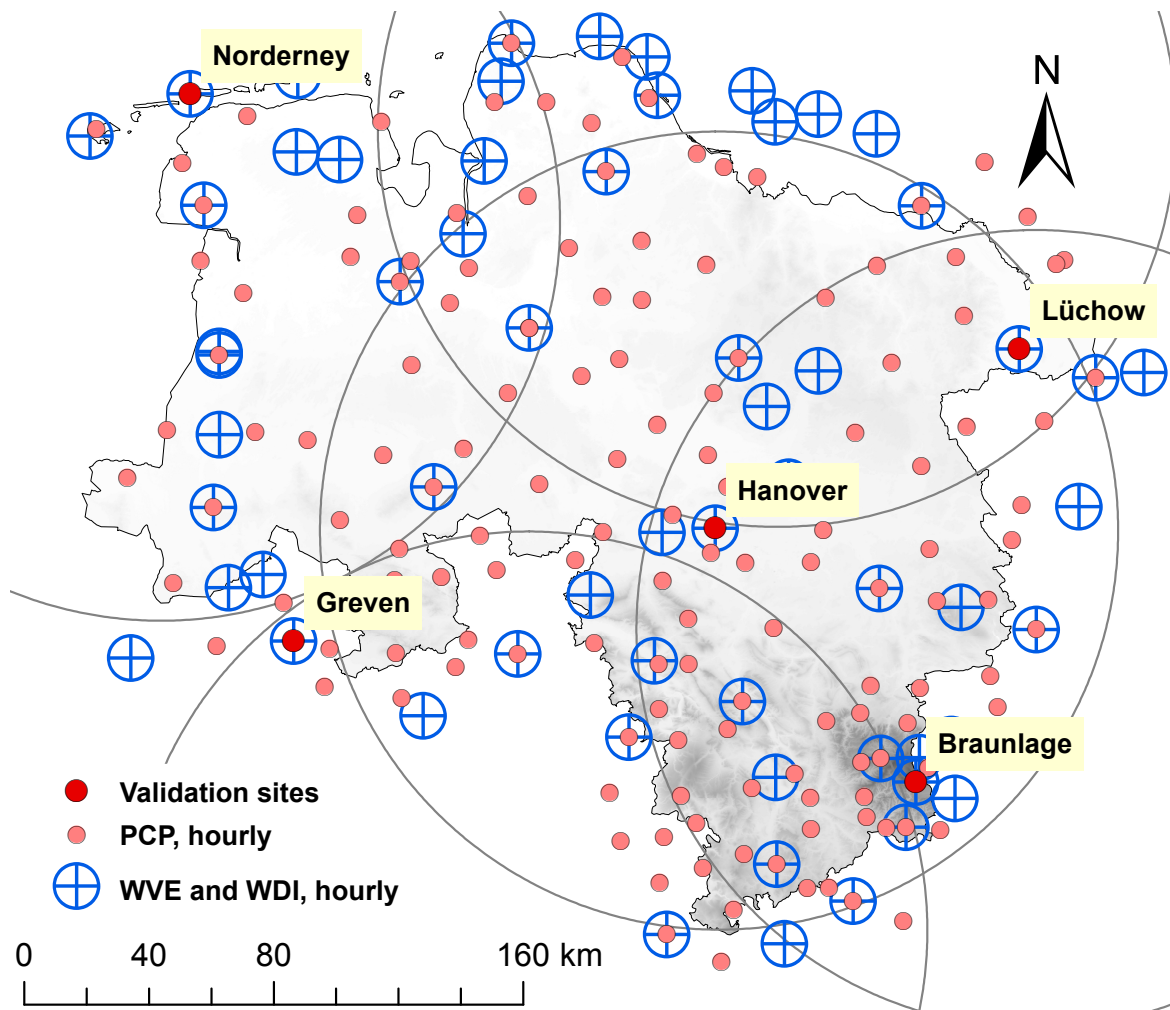 Norderney
N
Lüchow
Hanover
Greven
Braunlage
Validation sites
PCP, hourly
WVE and WDI, hourly
0 40 80 160 km